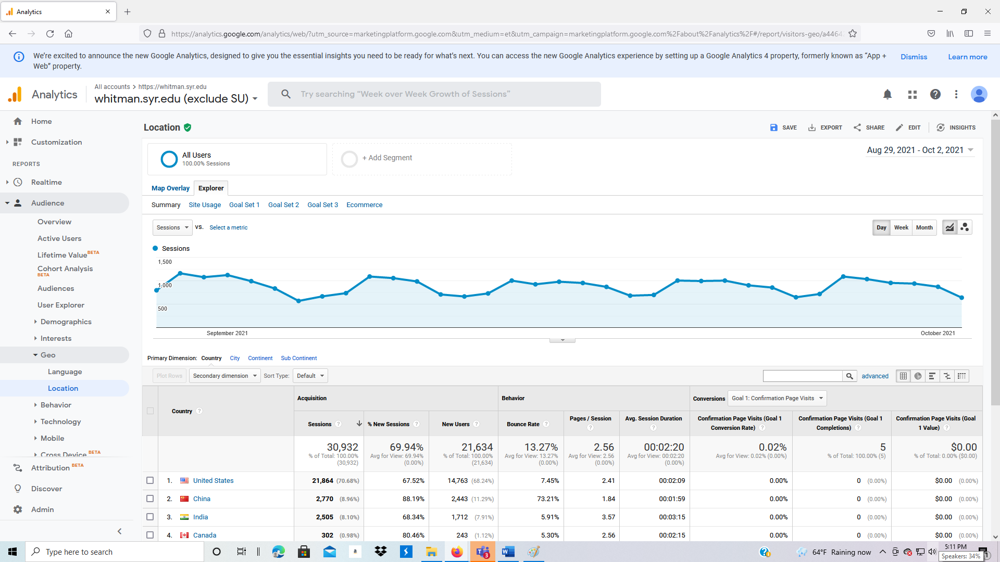 Analytics
https://analytics.google.com/analytics/web/?utm_source=marketingplatform.google.com&utm_medium=et&utm_campaign=marketingplatform.google.com%2Fabout%2Fanalytics%2F#/report/visitors-geo/a4464
We're excited to announce the new Google Analytics, designed to give you the essential insights you need to be ready for what's next. You can access the new Google Analytics experience by setting up a Google Analytics 4 property, formerly known as “App +
Web” property.
Dismiss
Learn more
Analytics
All accounts > https://whitman.syr.edu
whitman.syr.edu (exclude SU)
Try searching “Week over Week Growth of Sessions”
Home
Customization
REPORTS
Realtime
Audience
Overview
Active Users
Lifetime Value BETA
Cohort Analysis
BETA
Audiences
User Explorer
Demographics
Interests
Geo
Language
Location
Behavior
Technology
Mobile
Cross Device BETA
Attribution BETA
Discover
Admin
Location
SAVE
EXPORT
SHARE
EDIT
INSIGHTS
All Users
100.00% Sessions
+ Add Segment
Aug 29, 2021 - Oct 2, 2021
Map Overlay
Explorer
Summary
Site Usage
Goal Set 1
Goal Set 2
Goal Set 3
Ecommerce
Sessions
VS.
Select a metric
Day
Week
Month
Sessions
1,500
1,000
500
September 2021
October 2021
Primary Dimension: Country City Continent Sub Continent
Plot Rows
Secondary dimension
Sort Type:
Default
advanced
Country ?
Acquisition
Behavior
Conversions
Goal 1: Confirmation Page Visits
Sessions ?
% New Sessions ?
New Users ?
Bounce Rate ?
Pages / Session
?
Avg. Session Duration
?
Confirmation Page Visits (Goal 1
Conversion Rate) ?
Confirmation Page Visits (Goal 1
Completions) ?
Confirmation Page Visits (Goal
1 Value) ?
30,932
% of Total: 100.00%
(30,932)
69.94%
Avg for View: 69.94%
(0.00%)
21,634
% of Total: 100.00%
(21,634)
13.27%
Avg for View: 13.27%
(0.00%)
2.56
Avg for View: 2.56
(0.00%)
00:02:20
Avg for View: 00:02:20
(0.00%)
0.02%
Avg for View: 0.02% (0.00%)
5
% of Total: 100.00% (5)
$0.00
% of Total: 0.00% ($0.00)
1. United States 21,864 (70.68%) 67.52% 14,763 (68.24%) 7.45% 2.41 00:02:09 0.00% 0 (0.00%) $0.00 (0.00%)
2. China 2,770 (8.96%) 88.19% 2,443 (11.29%) 73.21% 1.84 00:01:59 0.00% 0 (0.00%) $0.00 (0.00%)
3. India 2,505 (8.10%) 68.34% 1,712 (7.91%) 5.91% 3.57 00:03:15 0.00% 0 (0.00%) $0.00 (0.00%)
4. Canada 302 (0.98%) 80.46% 243 (1.12%) 5.30% 2.56 00:02:15 0.00% 0 (0.00%) $0.00 (0.00%)
Type here to search
a
3
64°F Raining now
5:11 PM
Speakers: 34%
1